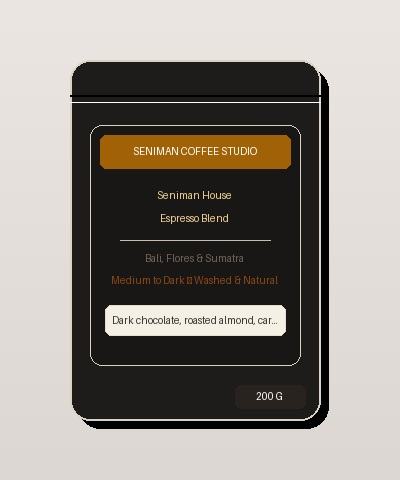 SENIMAN COFFEE STUDIO
Seniman House
Espresso Blend
Bali, Flores & Sumatra
Medium to Dark ▯ Washed & Natural
Dark chocolate, roasted almond, car...
200 G